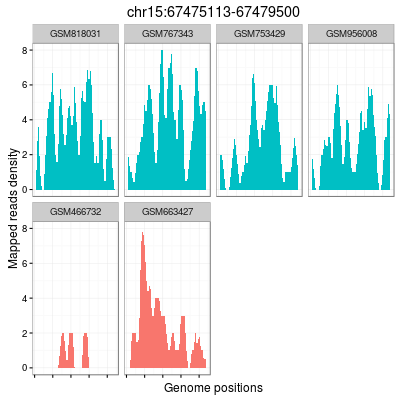 chr15:67475113-67479500
GSM818031 GSM767343 GSM753429 GSM956008
8
6
4
2
0
GSM466732 GSM663427
8
6
4
2
0
Mapped reads density
Genome positions